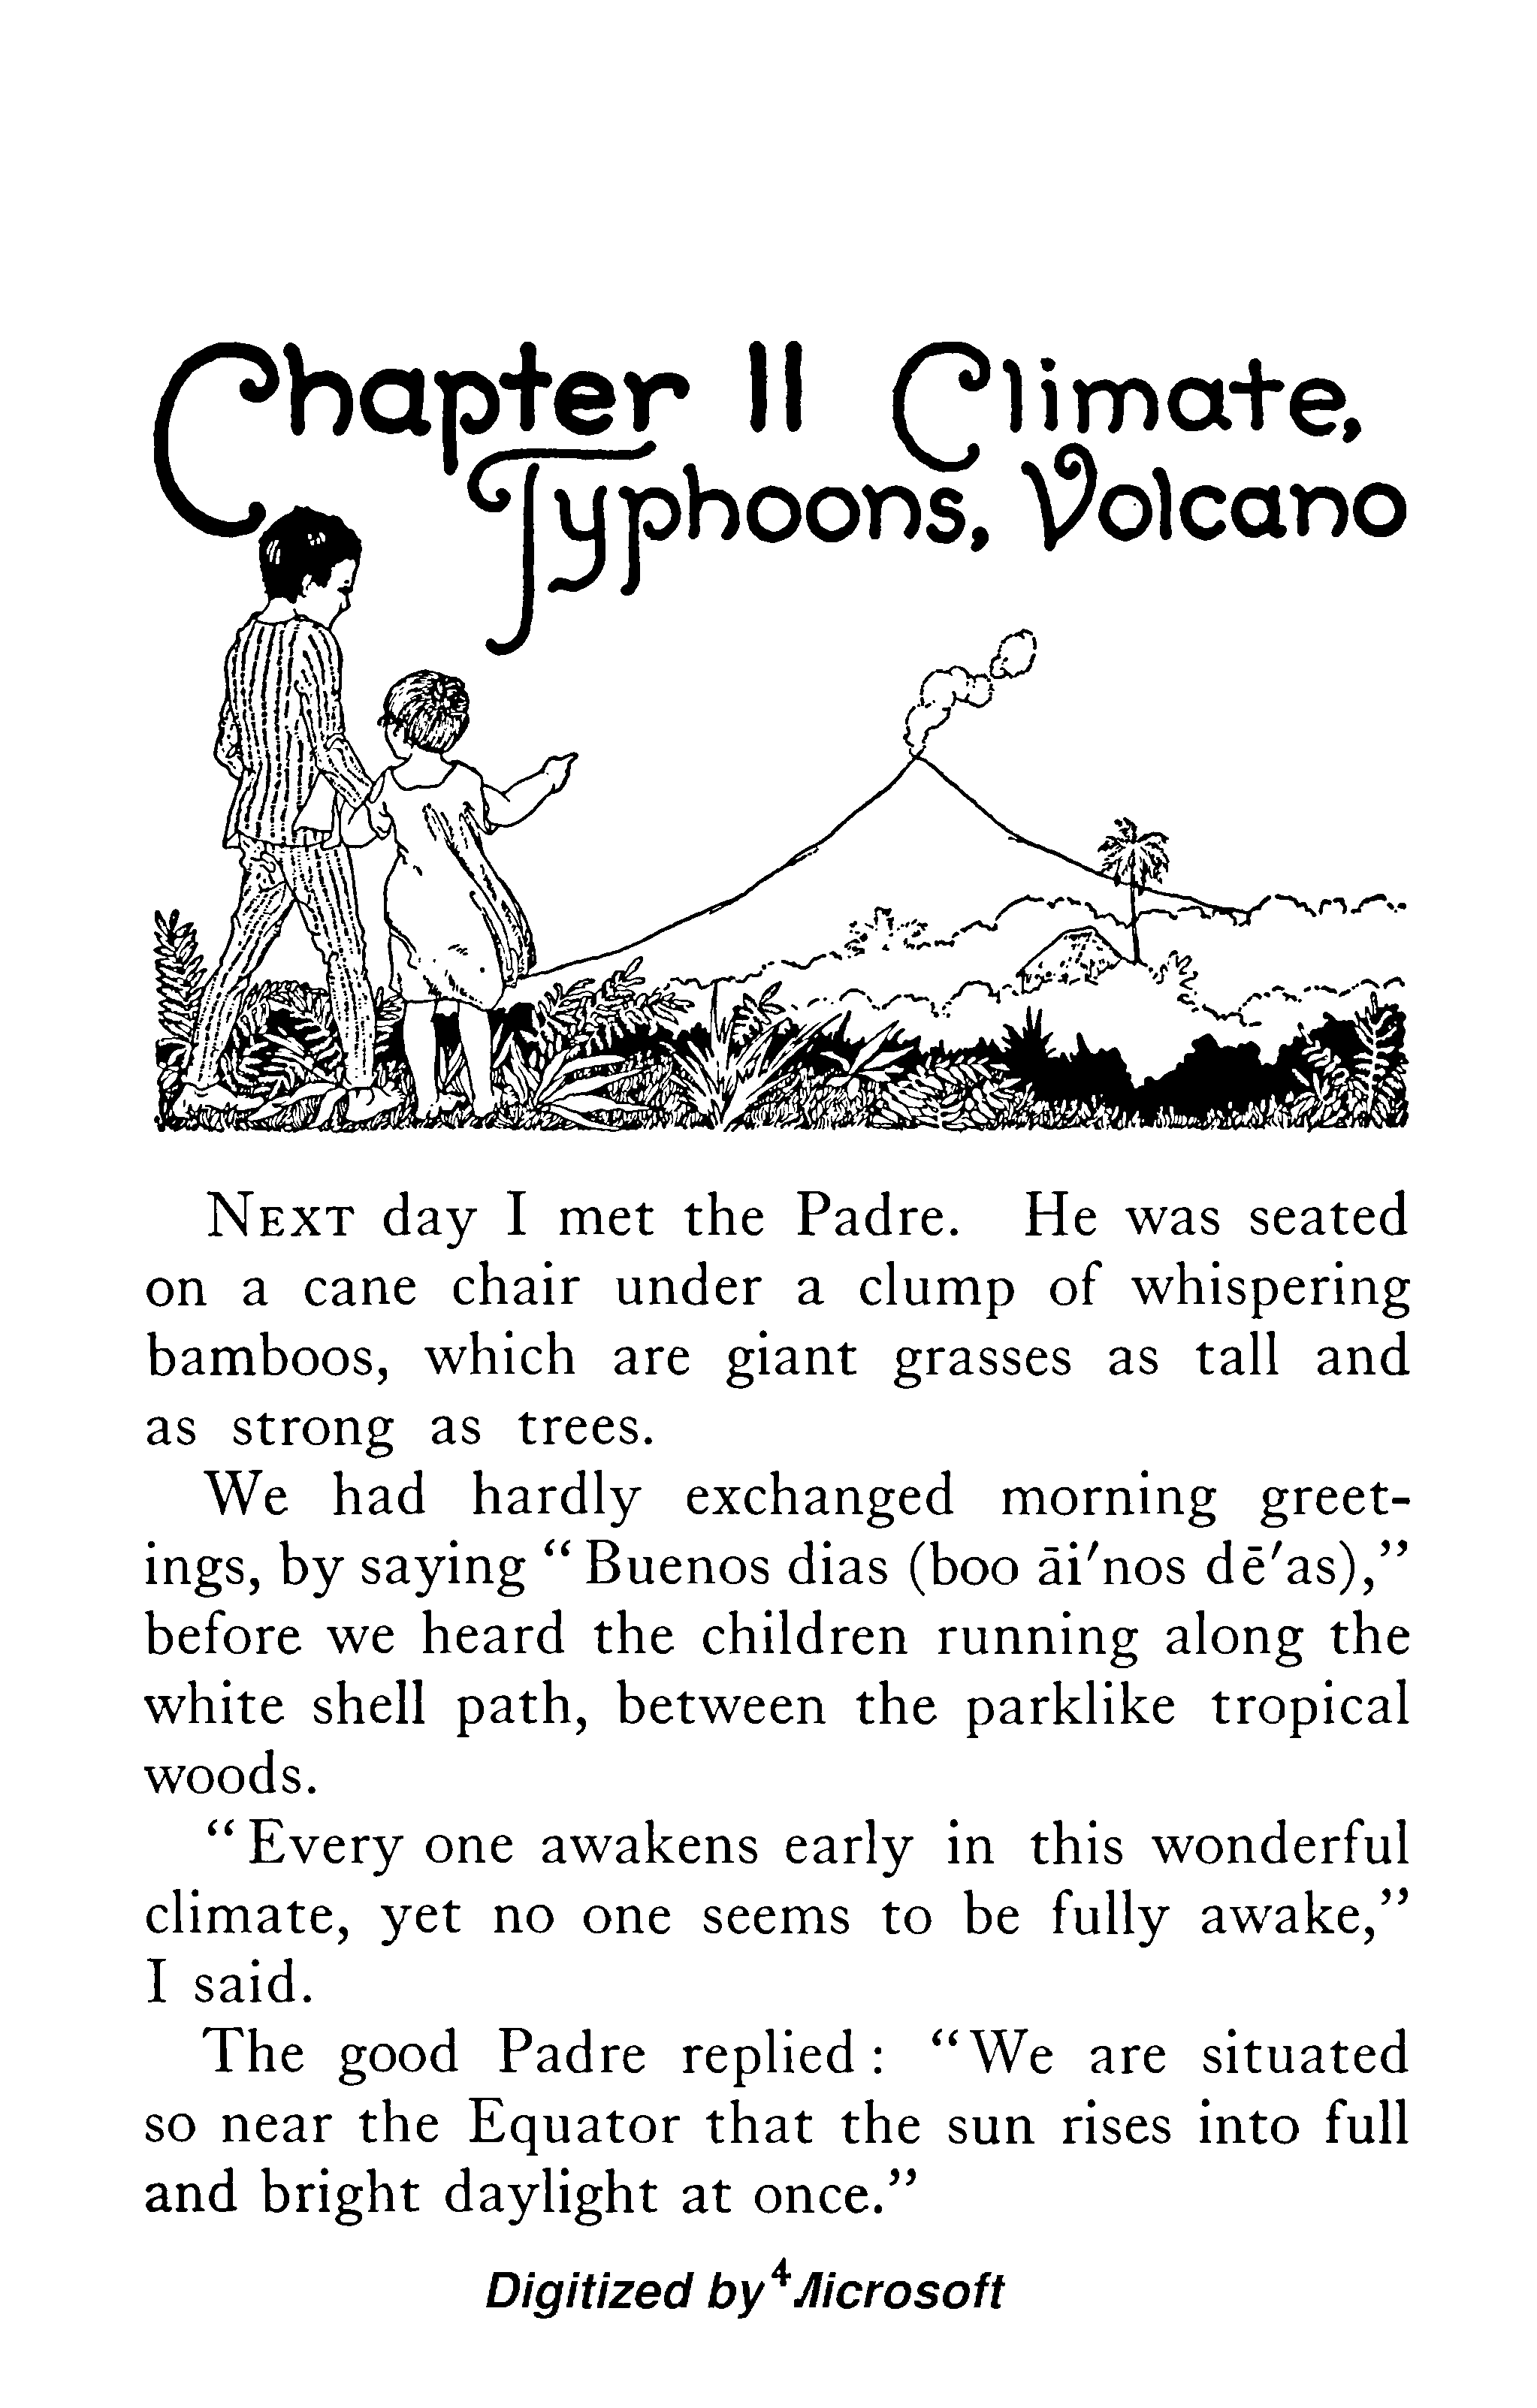 Chapter II Climate,
Typhoons, Volcano
NEXT day I met the Padre. He was seated
on a cane chair under a clump of whispering
bamboos, which are giant grasses as tall and
as strong as trees.
We had hardly exchanged morning greet-
ings, by saying “Buenos dias (boo āi′nos dē′as),”
before we heard the children running along the
white shell path, between the parklike tropical
woods.
“Every one awakens early in this wonderful
climate, yet no one seems to be fully awake,”
I said.
The good Padre replied: “We are situated
so near the Equator that the sun rises into full
and bright daylight at once.”
4
Digitized by Microsoft